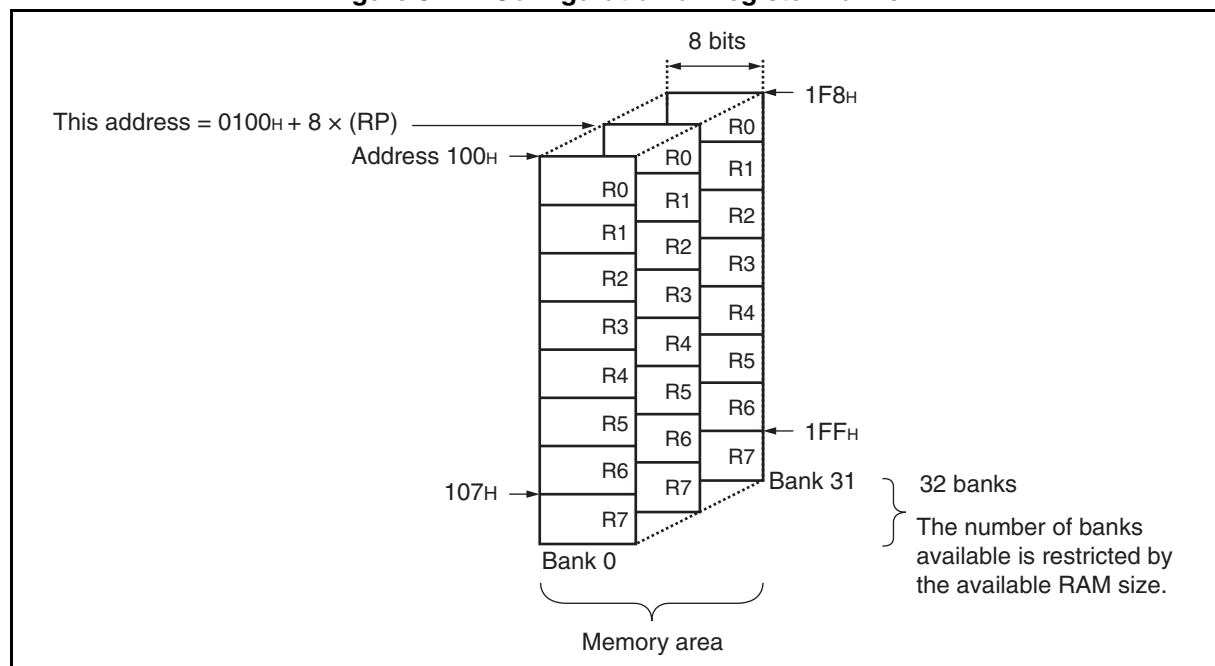 8 bits
1F8H
This address = 0100H + 8 × (RP)
Address 100H
R0
R1
R2
R3
R4
R5
R6
R7
R0
R1
R2
R3
R4
R5
R6
R7
R0
R1
R2
R3
R4
R5
R6
R7
1FFH
107H
Bank 31
Bank 0
32 banks
The number of banks
available is restricted by
the available RAM size.
Memory area